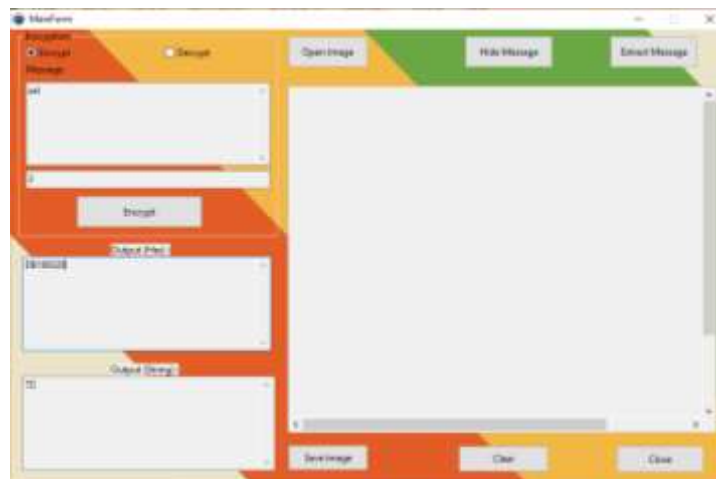 MainForm
Encryption
Encrypt
Decrypt
Message
Encrypt
Output (Hex)
Output (String)
Open Image
Hide Message
Extract Message
Save Image
Clear
Close